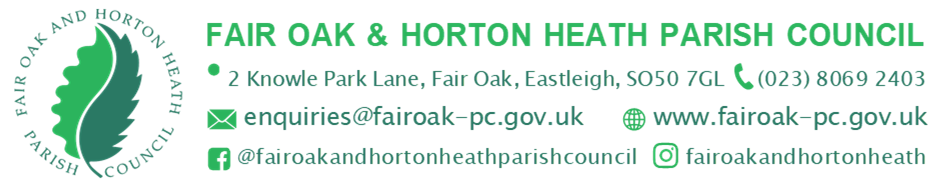 FAIR OAK AND HORTON HEATH
PARISH COUNCIL
FAIR OAK & HORTON HEATH PARISH COUNCIL
2 Knowle Park Lane, Fair Oak, Eastleigh, SO50 7GL (023) 8069 2403
enquiries@fairoak-pc.gov.uk www.fairoak-pc.gov.uk
@fairoakandhortonheathparishcouncil fairoakandhortonheath